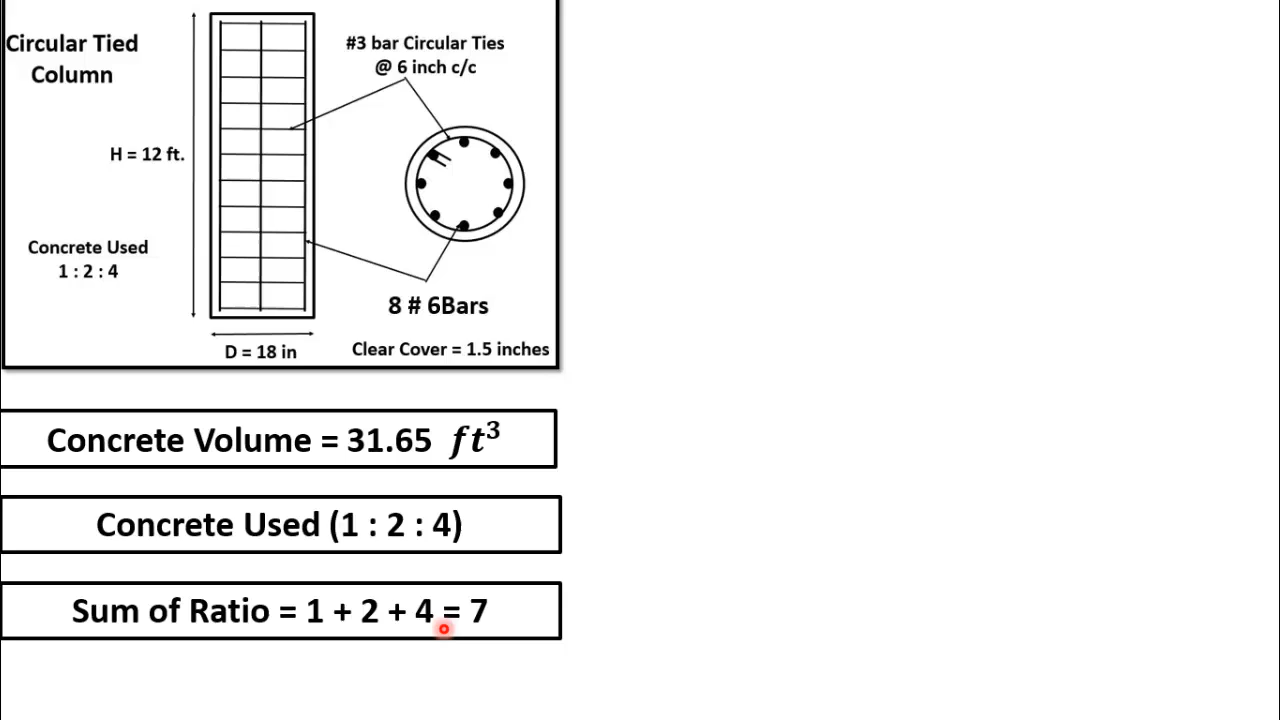 Circular Tied
Column
#3 bar Circular Ties
@ 6 inch c/c
H = 12 ft.
Concrete Used
1 : 2 : 4
8 # 6Bars
D = 18 in
Clear Cover = 1.5 inches
Concrete Volume = 31.65 ft³
Concrete Used (1 : 2 : 4)
Sum of Ratio = 1 + 2 + 4 = 7